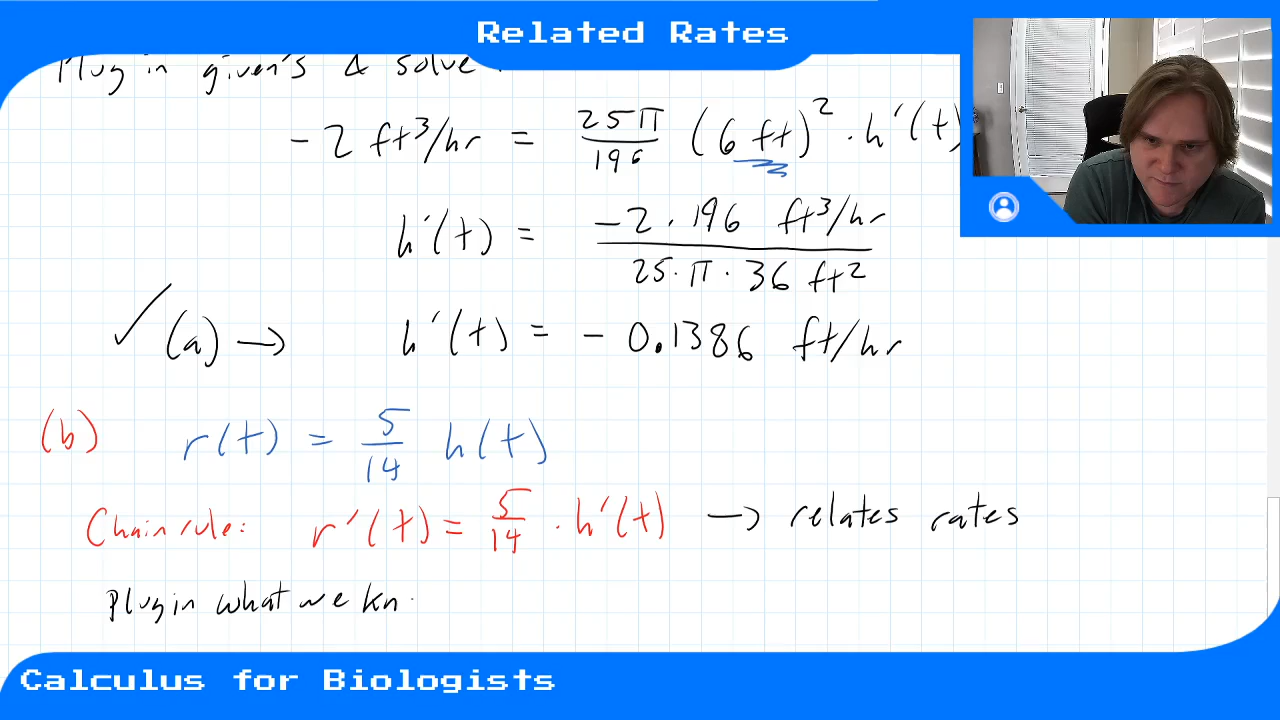 Related Rates
Plug in given's & solve
-2 ft³/hr = 25π/196 (6 ft)² · h'(t)
h'(t) = -2 · 196 ft³/hr / 25 · π · 36 ft²
✓ (a) → h'(t) = -0.1386 ft/hr
(b) r(t) = 5/14 h(t)
Chain rule: r'(t) = 5/14 · h'(t) → relates rates
Plug in what we kn
Calculus for Biologists